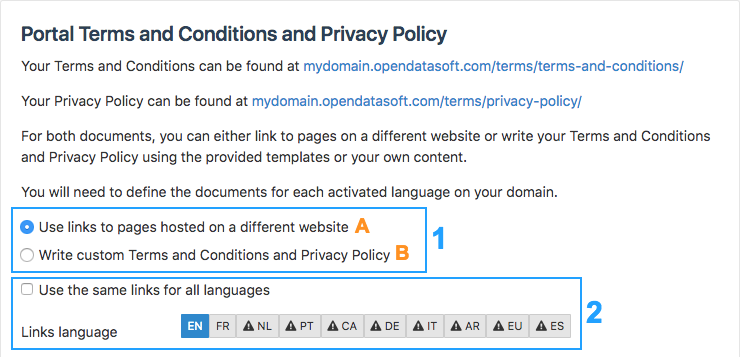 Portal Terms and Conditions and Privacy Policy
Your Terms and Conditions can be found at mydomain.opendatasoft.com/terms/terms-and-conditions/
Your Privacy Policy can be found at mydomain.opendatasoft.com/terms/privacy-policy/
For both documents, you can either link to pages on a different website or write your Terms and Conditions
and Privacy Policy using the provided templates or your own content.
You will need to define the documents for each activated language on your domain.
Use links to pages hosted on a different website A
1
Write custom Terms and Conditions and Privacy Policy B
Use the same links for all languages
2
Links language EN FR NL PT CA DE IT AR EU ES